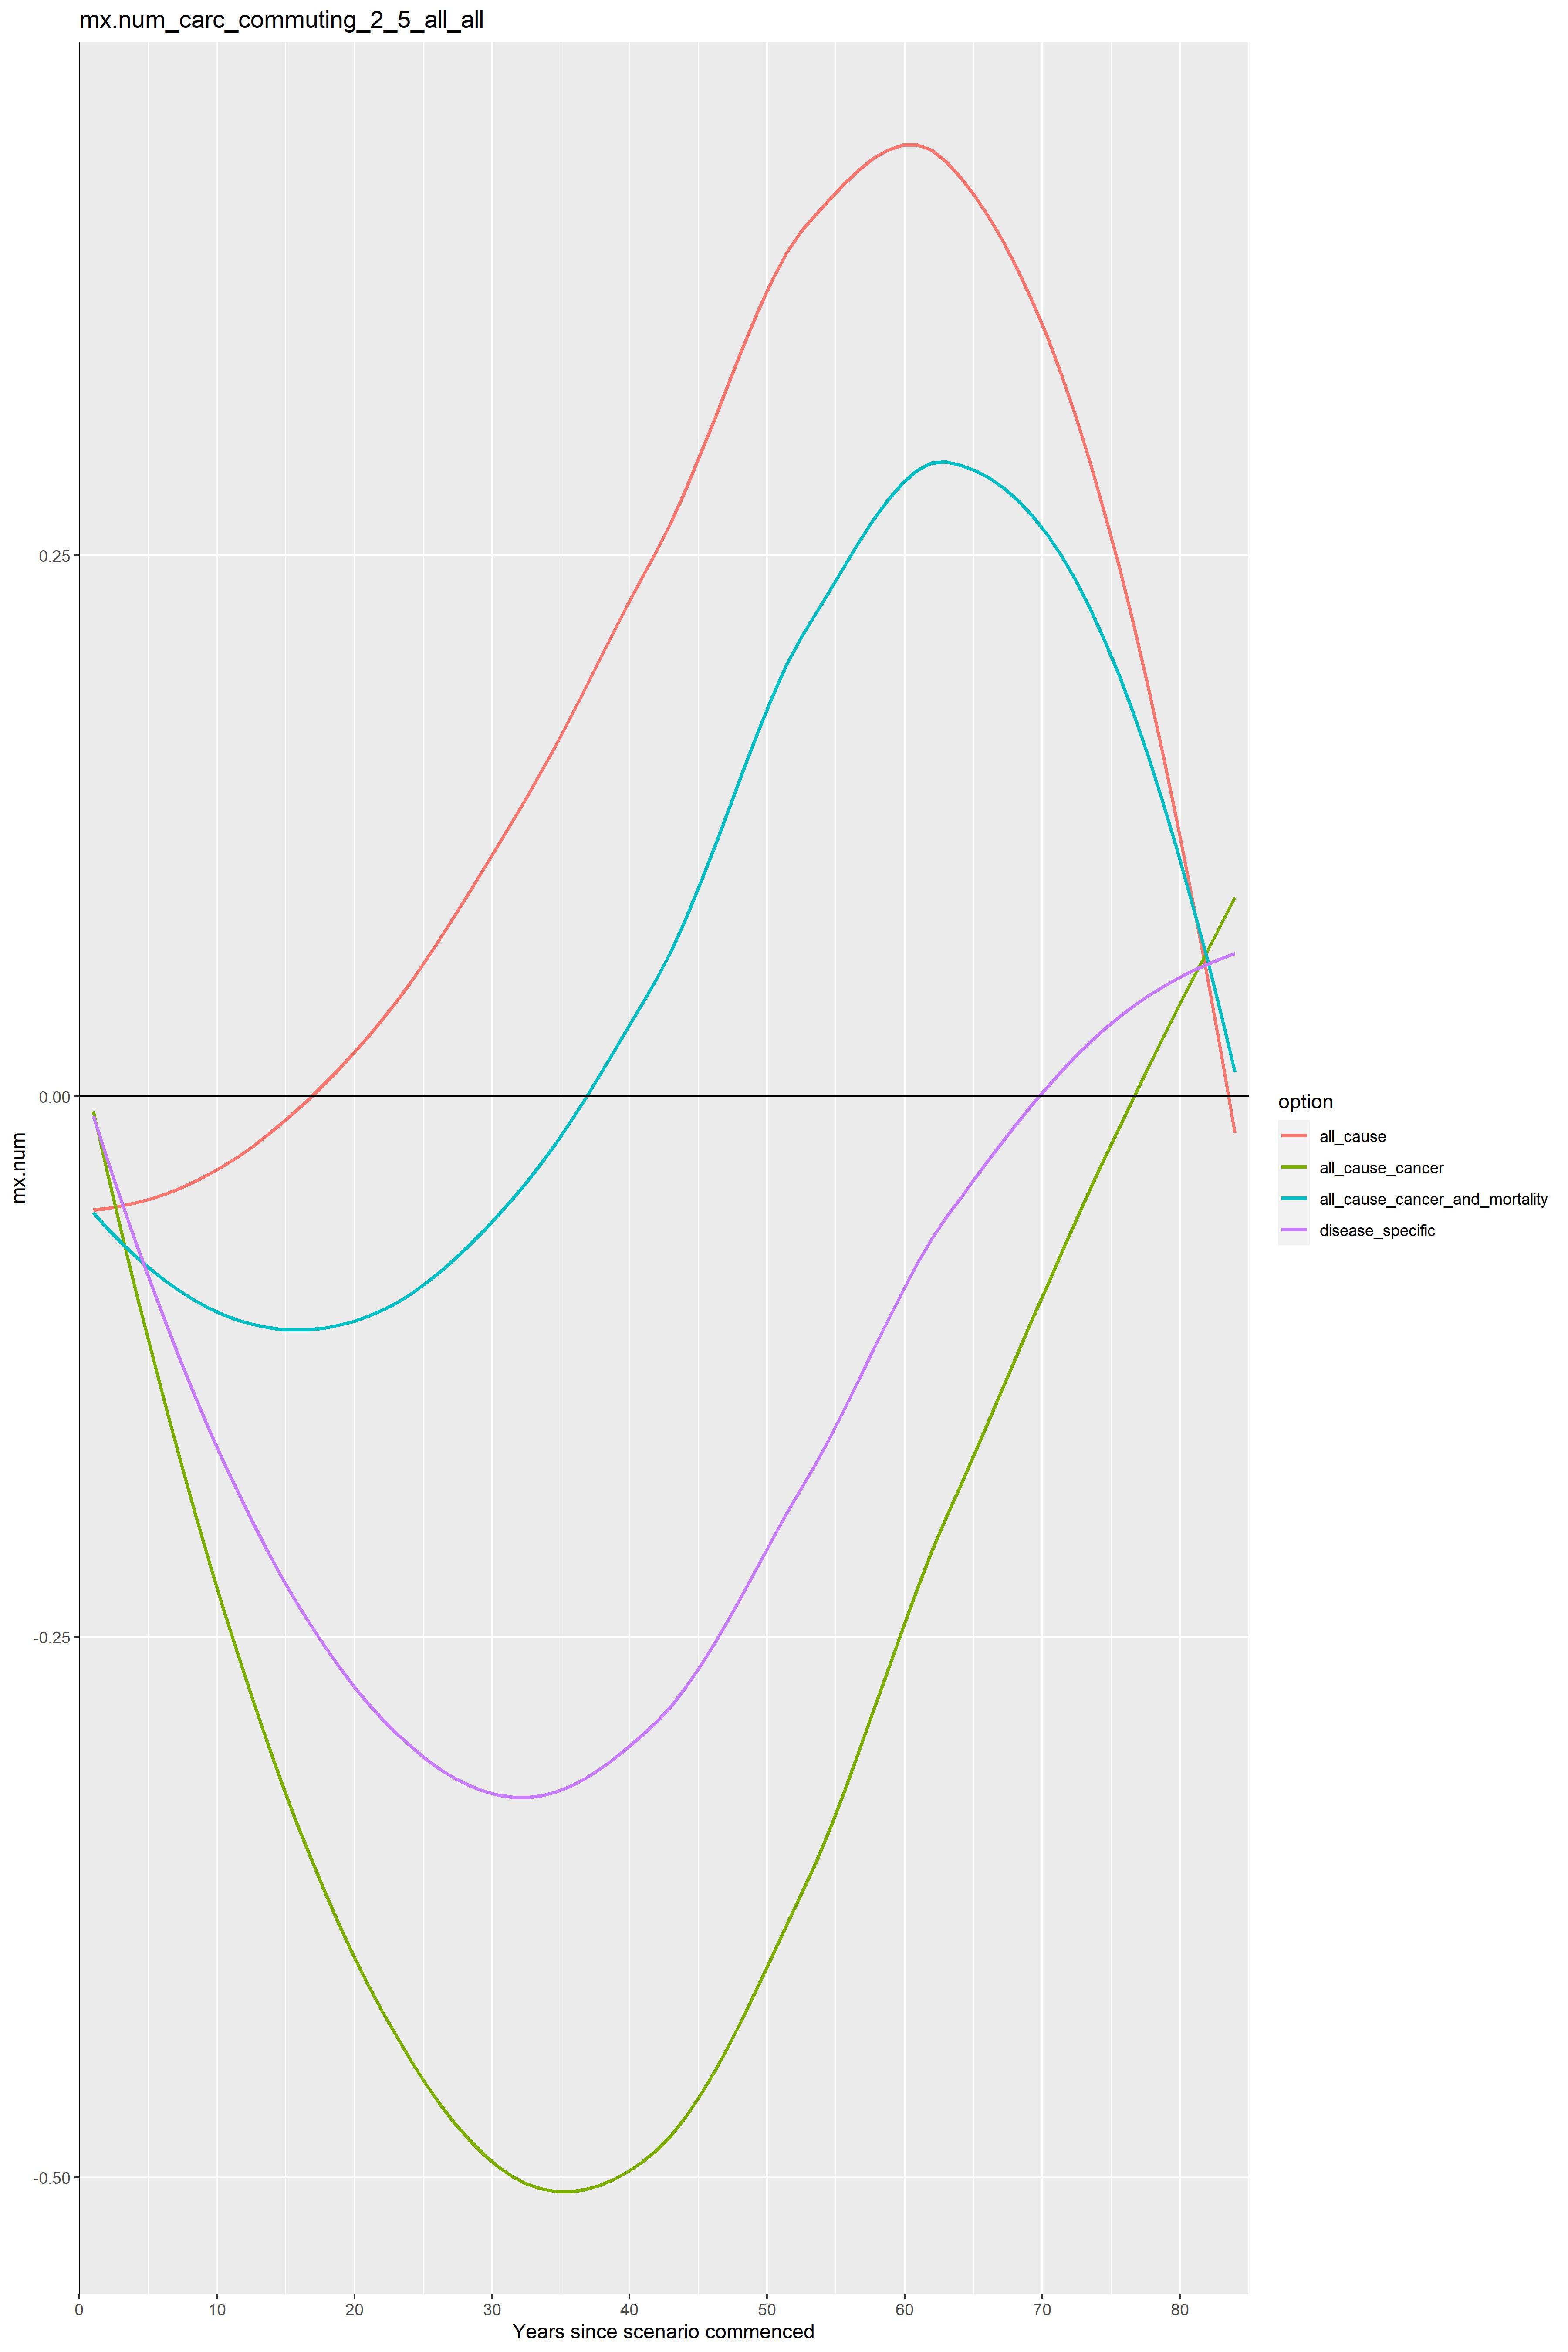 mx.num_carc_commuting_2_5_all_all
0.25
0.00
-0.25
-0.50
mx.num
0 10 20 30 40 50 60 70 80
Years since scenario commenced
option
all_cause
all_cause_cancer
all_cause_cancer_and_mortality
disease_specific